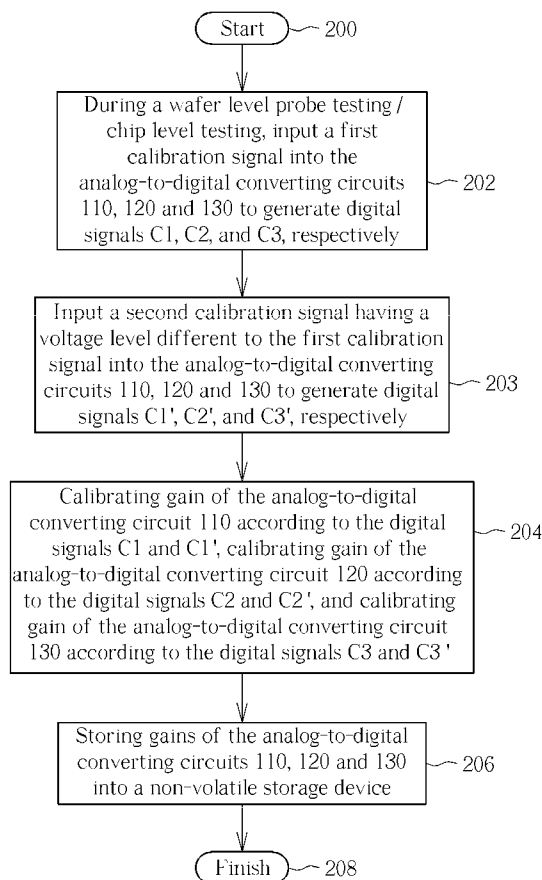 Start
200
During a wafer level probe testing/
chip level testing, input a first
calibration signal into the
analog-to-digital converting circuits
110, 120 and 130 to generate digital
signals C1, C2, and C3, respectively
202
Input a second calibration signal having a
voltage level different to the first calibration
signal into the analog-to-digital converting
circuits 110, 120 and 130 to generate digital
signals C1', C2', and C3', respectively
203
Calibrating gain of the analog-to-digital
converting circuit 110 according to the digital
signals C1 and C1', calibrating gain of the
analog-to-digital converting circuit 120 according
to the digital signals C2 and C2', and calibrating
gain of the analog-to-digital converting circuit
130 according to the digital signals C3 and C3'
204
Storing gains of the analog-to-digital
converting circuits 110, 120 and 130
into a non-volatile storage device
206
Finish
208